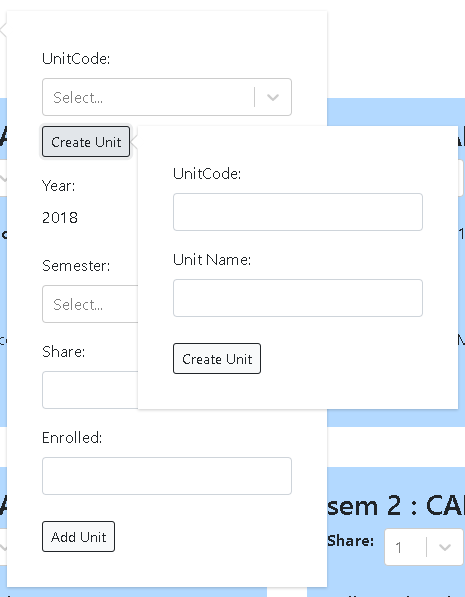 UnitCode:
Select...
Create Unit
Year:
2018
Semester:
Select...
Share:
Enrolled:
Add Unit
UnitCode:
Unit Name:
Create Unit
sem 2 : CA
Share:
1